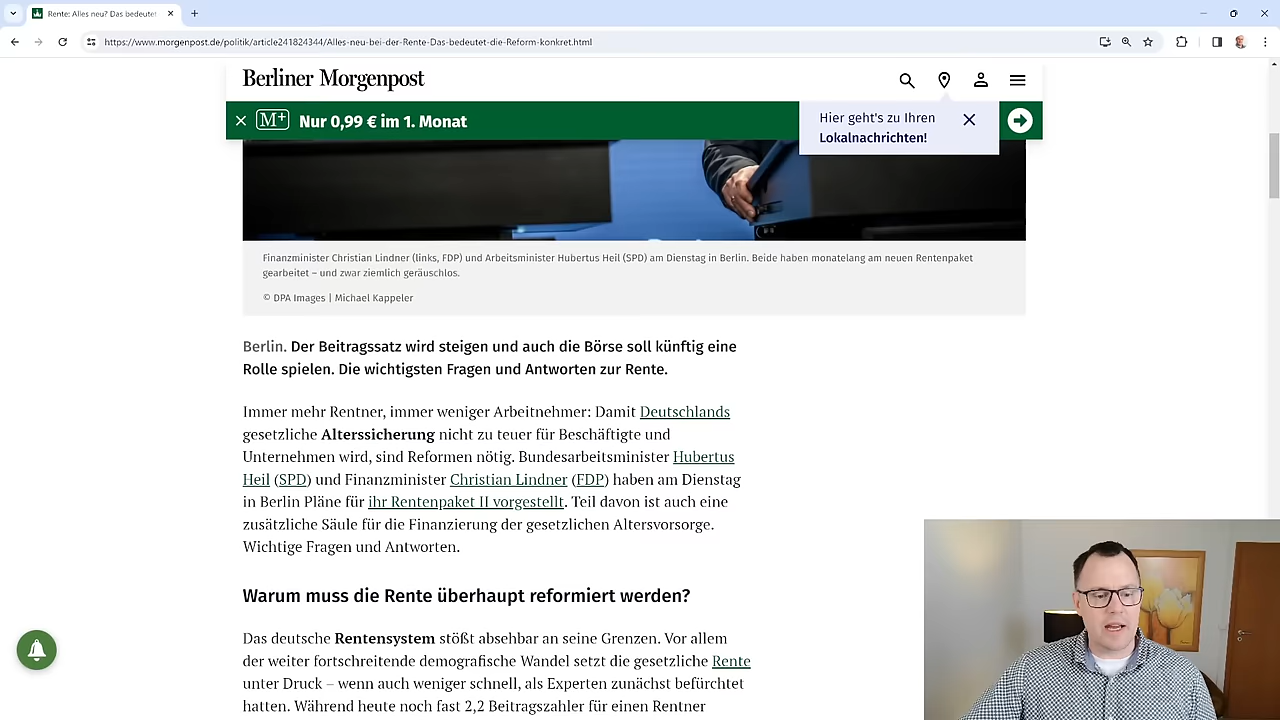 Rente: Alles neu? Das bedeutet
https://www.morgenpost.de/politik/article241824344/Alles-neu-bei-der-Rente-Das-bedeutet-die-Reform-konkret.html
Berliner Morgenpost
M+ Nur 0,99 € im 1. Monat
Hier geht's zu Ihren
Lokalnachrichten!
Finanzminister Christian Lindner (links, FDP) und Arbeitsminister Hubertus Heil (SPD) am Dienstag in Berlin. Beide haben monatelang am neuen Rentenpaket
gearbeitet – und zwar ziemlich geräuschlos.
© DPA Images | Michael Kappeler
Berlin. Der Beitragssatz wird steigen und auch die Börse soll künftig eine
Rolle spielen. Die wichtigsten Fragen und Antworten zur Rente.
Immer mehr Rentner, immer weniger Arbeitnehmer: Damit Deutschlands
gesetzliche Alterssicherung nicht zu teuer für Beschäftigte und
Unternehmen wird, sind Reformen nötig. Bundesarbeitsminister Hubertus
Heil (SPD) und Finanzminister Christian Lindner (FDP) haben am Dienstag
in Berlin Pläne für ihr Rentenpaket II vorgestellt. Teil davon ist auch eine
zusätzliche Säule für die Finanzierung der gesetzlichen Altersvorsorge.
Wichtige Fragen und Antworten.
Warum muss die Rente überhaupt reformiert werden?
Das deutsche Rentensystem stößt absehbar an seine Grenzen. Vor allem
der weiter fortschreitende demografische Wandel setzt die gesetzliche Rente
unter Druck – wenn auch weniger schnell, als Experten zunächst befürchtet
hatten. Während heute noch fast 2,2 Beitragszahler für einen Rentner